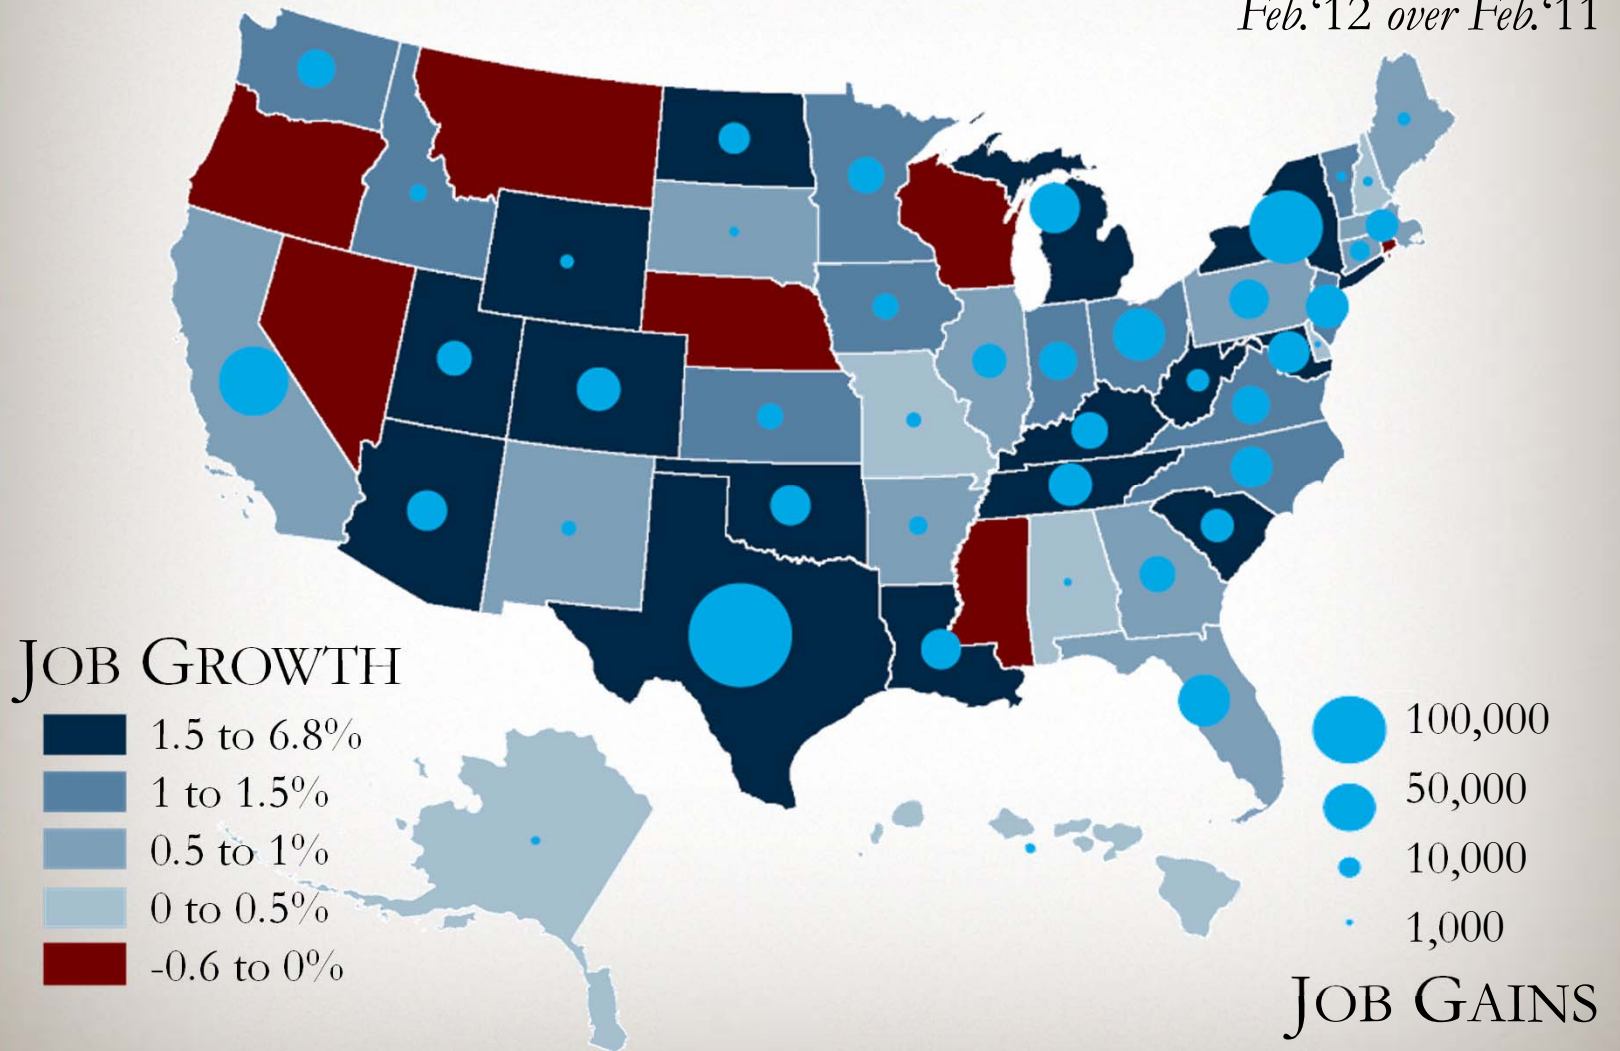 Feb.‘12 over Feb.‘11
JOB GROWTH
1.5 to 6.8%
1 to 1.5%
0.5 to 1%
0 to 0.5%
-0.6 to 0%
100,000
50,000
10,000
1,000
JOB GAINS